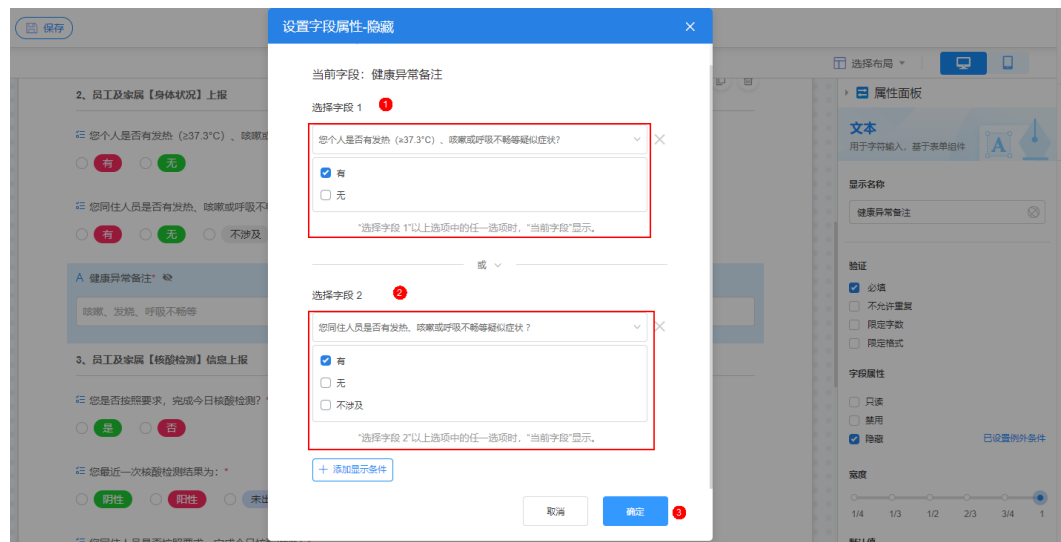 保存
设置字段属性-隐藏
选择布局
当前字段：健康异常备注
选择字段 1
1
您个人是否有发热（≥37.3°C）、咳嗽或呼吸不畅等疑似症状?
有
无
“选择字段 1”以上选项中的任一选项时，“当前字段”显示。
或
选择字段 2
2
您同住人员是否有发热、咳嗽或呼吸不畅等疑似症状？
有
无
不涉及
“选择字段 2”以上选项中的任一选项时，“当前字段”显示。
添加显示条件
取消
确定
3
2、员工及家属【身体状况】上报
您个人是否有发热（≥37.3°C）、咳嗽或
有
无
您同住人员是否有发热、咳嗽或呼吸不
有
无
不涉及
A 健康异常备注*
咳嗽、发烧、呼吸不畅等
3、员工及家属【核酸检测】信息上报
您是否按照要求，完成今日核酸检测？
是
否
您最近一次核酸检测结果为：*
阴性
阳性
未出
属性面板
文本
用于字符输入，基于表单组件
A
显示名称
健康异常备注
验证
必填
不允许重复
限定字数
限定格式
字段属性
只读
禁用
隐藏
已设置例外条件
宽度
1/4 1/3 1/2 2/3 3/4 1
默认值